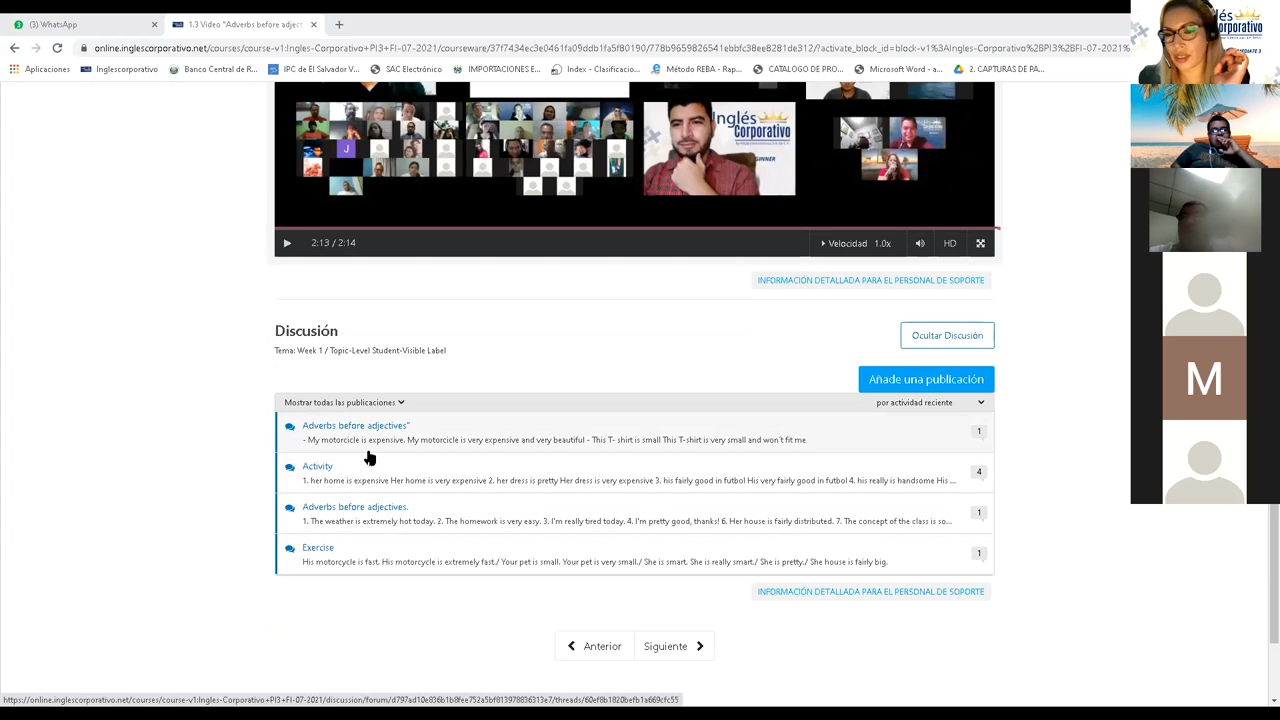 (3) WhatsApp
1.3 Video "Adverbs before adject
online.inglescorporativo.net/courses/course-v1:Ingles-Corporativo+PI3+FI-07-2021/courseware/
Aplicaciones
Inglescorporativo
Banco Central de R...
IPC de El Salvador V...
SAC Electrónico
IMPORTACIONES E...
Index - Clasificacio...
Método REBA - Rap...
CATALOGO DE PRO...
Microsoft Word - a...
2. CAPTURAS DE PA...
Inglés
Corporativo
2:13 / 2:14
Velocidad 1.0x
HD
INFORMACIÓN DETALLADA PARA EL PERSONAL DE SOPORTE
Discusión
Ocultar Discusión
Tema: Week 1 / Topic-Level Student-Visible Label
Añade una publicación
Mostrar todas las publicaciones
por actividad reciente
Adverbs before adjectives"
- My motorcicle is expensive. My motorcicle is very expensive and very beautiful - This T- shirt is small This T-shirt is very small and won't fit me
1
Activity
1. her home is expensive Her home is very expensive 2. her dress is pretty Her dress is very expensive 3. his fairly good in futbol His very fairly good in futbol 4. his really is handsome His ...
4
Adverbs before adjectives.
1. The weather is extremely hot today. 2. The homework is very easy. 3. I'm really tired today. 4. I'm pretty good, thanks! 6. Her house is fairly distributed. 7. The concept of the class is so...
1
Exercise
His motorcycle is fast. His motorcycle is extremely fast./ Your pet is small. Your pet is very small./ She is smart. She is really smart./ She is pretty./ She house is fairly big.
1
INFORMACIÓN DETALLADA PARA EL PERSONAL DE SOPORTE
Anterior
Siguiente
M